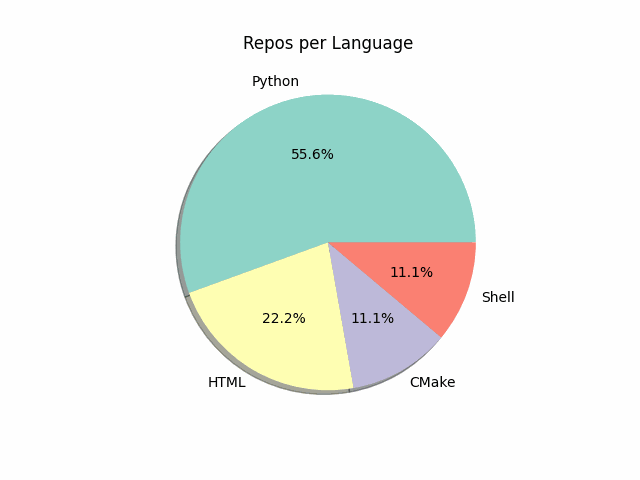 Repos per Language
Python
55.6%
11.1%
Shell
22.2%
11.1%
HTML
CMake